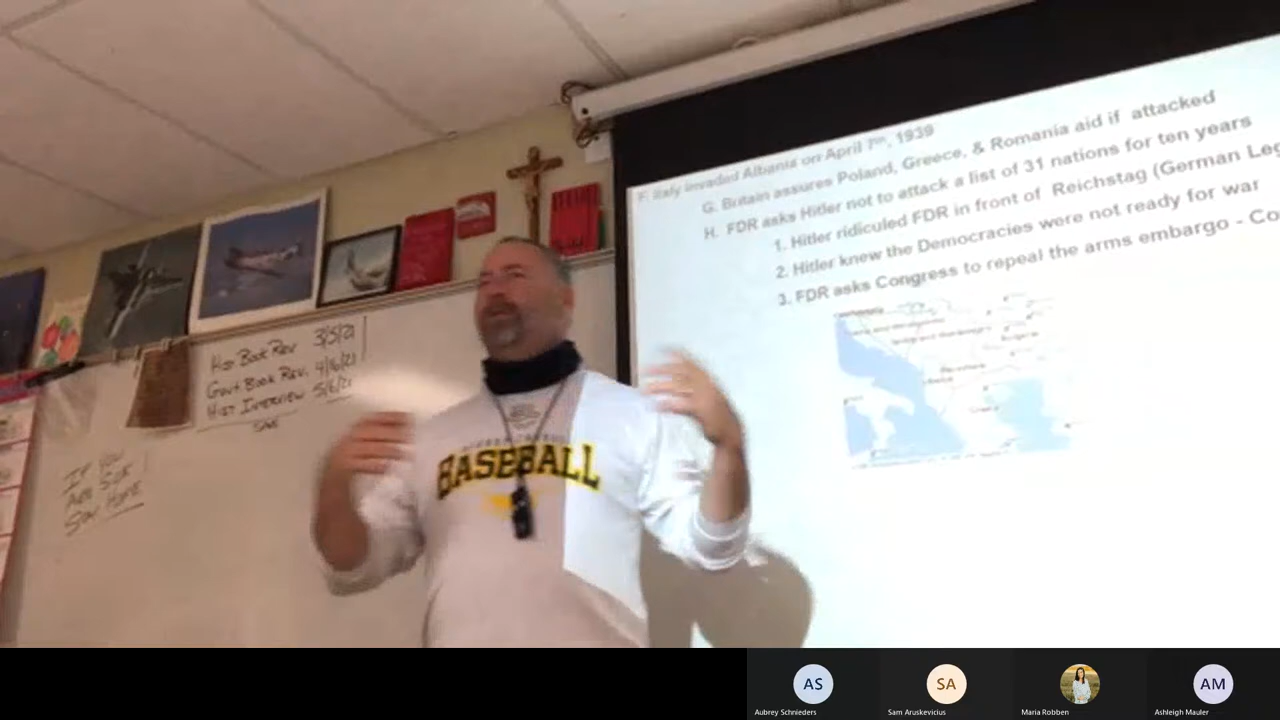 F. Italy invaded Albania on April 7th, 1939
G. Britain assures Poland, Greece, & Romania aid if attacked
H. FDR asks Hitler not to attack a list of 31 nations for ten years
1. Hitler ridiculed FDR in front of Reichstag (German Leg
2. Hitler knew the Democracies were not ready for war
3. FDR asks Congress to repeal the arms embargo - Co
Hist Book Rev. 3/5/21
Govt Book Rev. 4/16/21
Hist Interview 5/6/21
If You
Are Sick
Stay Home
BASEBALL
AS
SA
AM
Aubrey Schnieders
Sam Aruskevicius
Maria Robben
Ashleigh Mauler